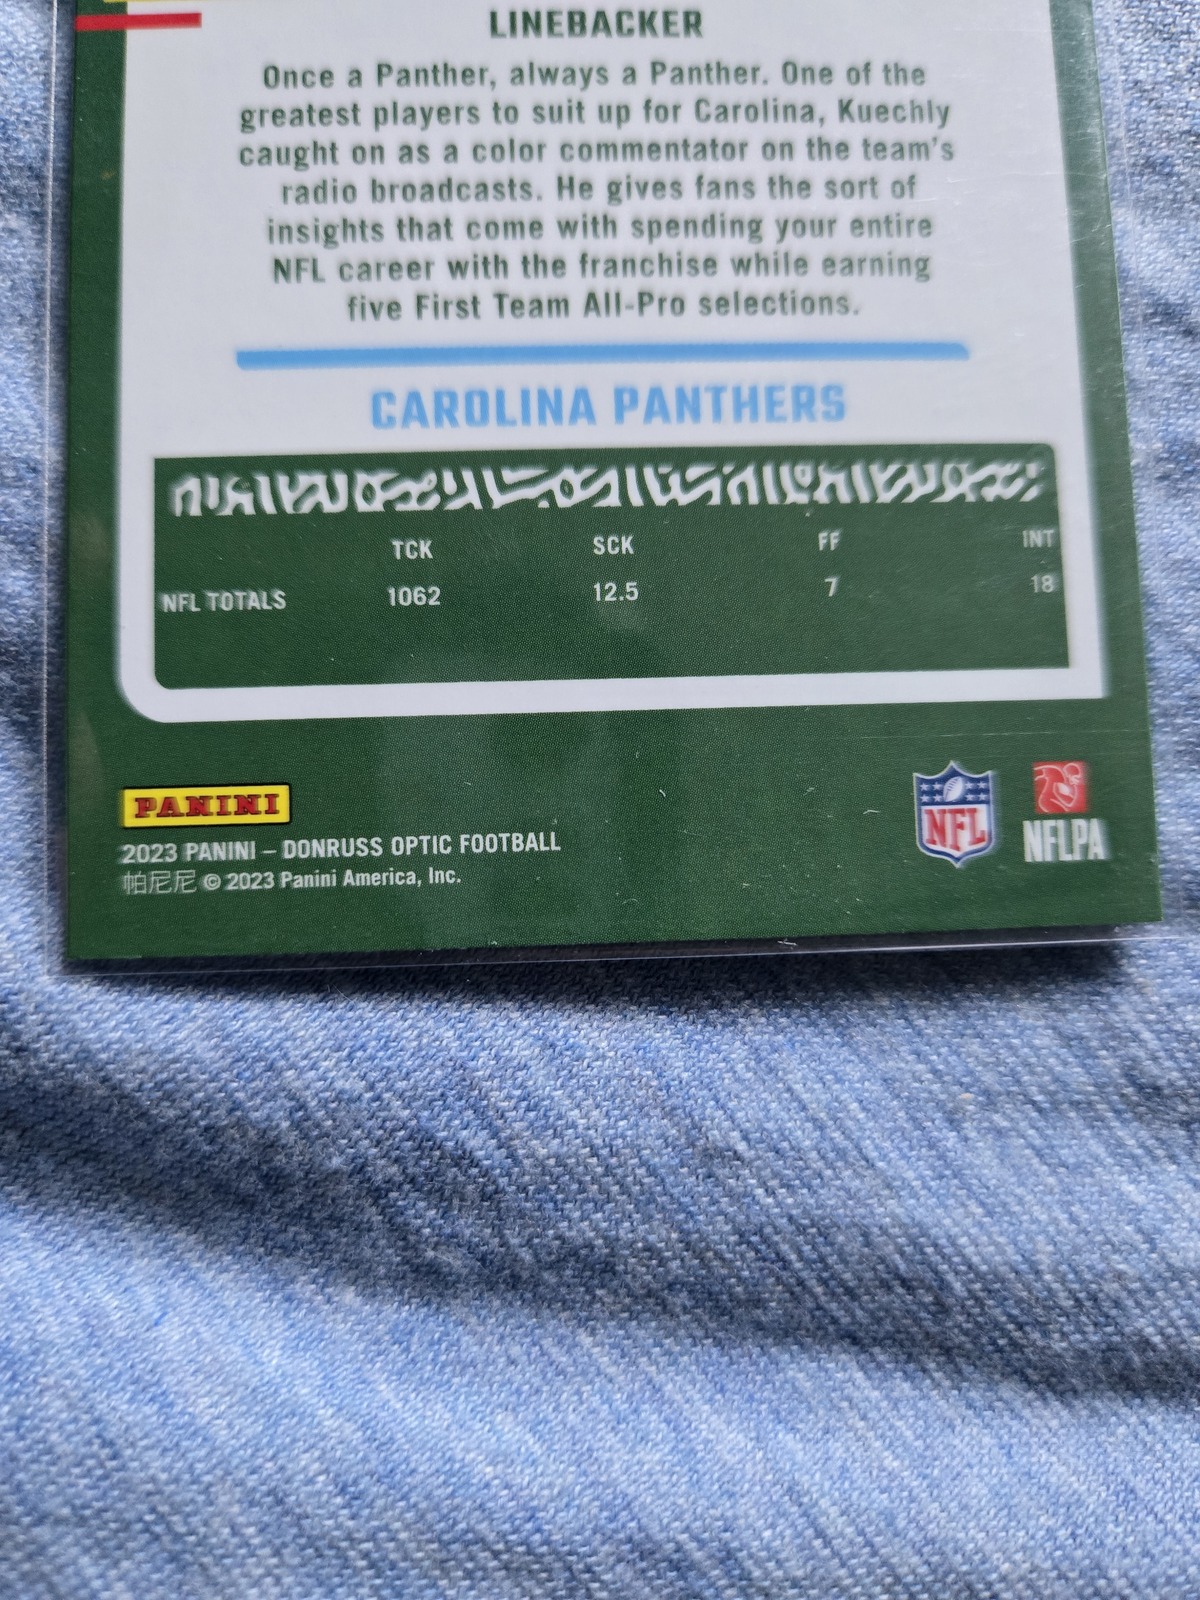 LINEBACKER
Once a Panther, always a Panther. One of the
greatest players to suit up for Carolina, Kuechly
caught on as a color commentator on the team's
radio broadcasts. He gives fans the sort of
insights that come with spending your entire
NFL career with the franchise while earning
five First Team All-Pro selections.
CAROLINA PANTHERS
TCK SCK FF INT
NFL TOTALS 1062 12.5 7 18
PANINI
2023 PANINI – DONRUSS OPTIC FOOTBALL
帕尼尼 © 2023 Panini America, Inc.
NFL
NFLPA